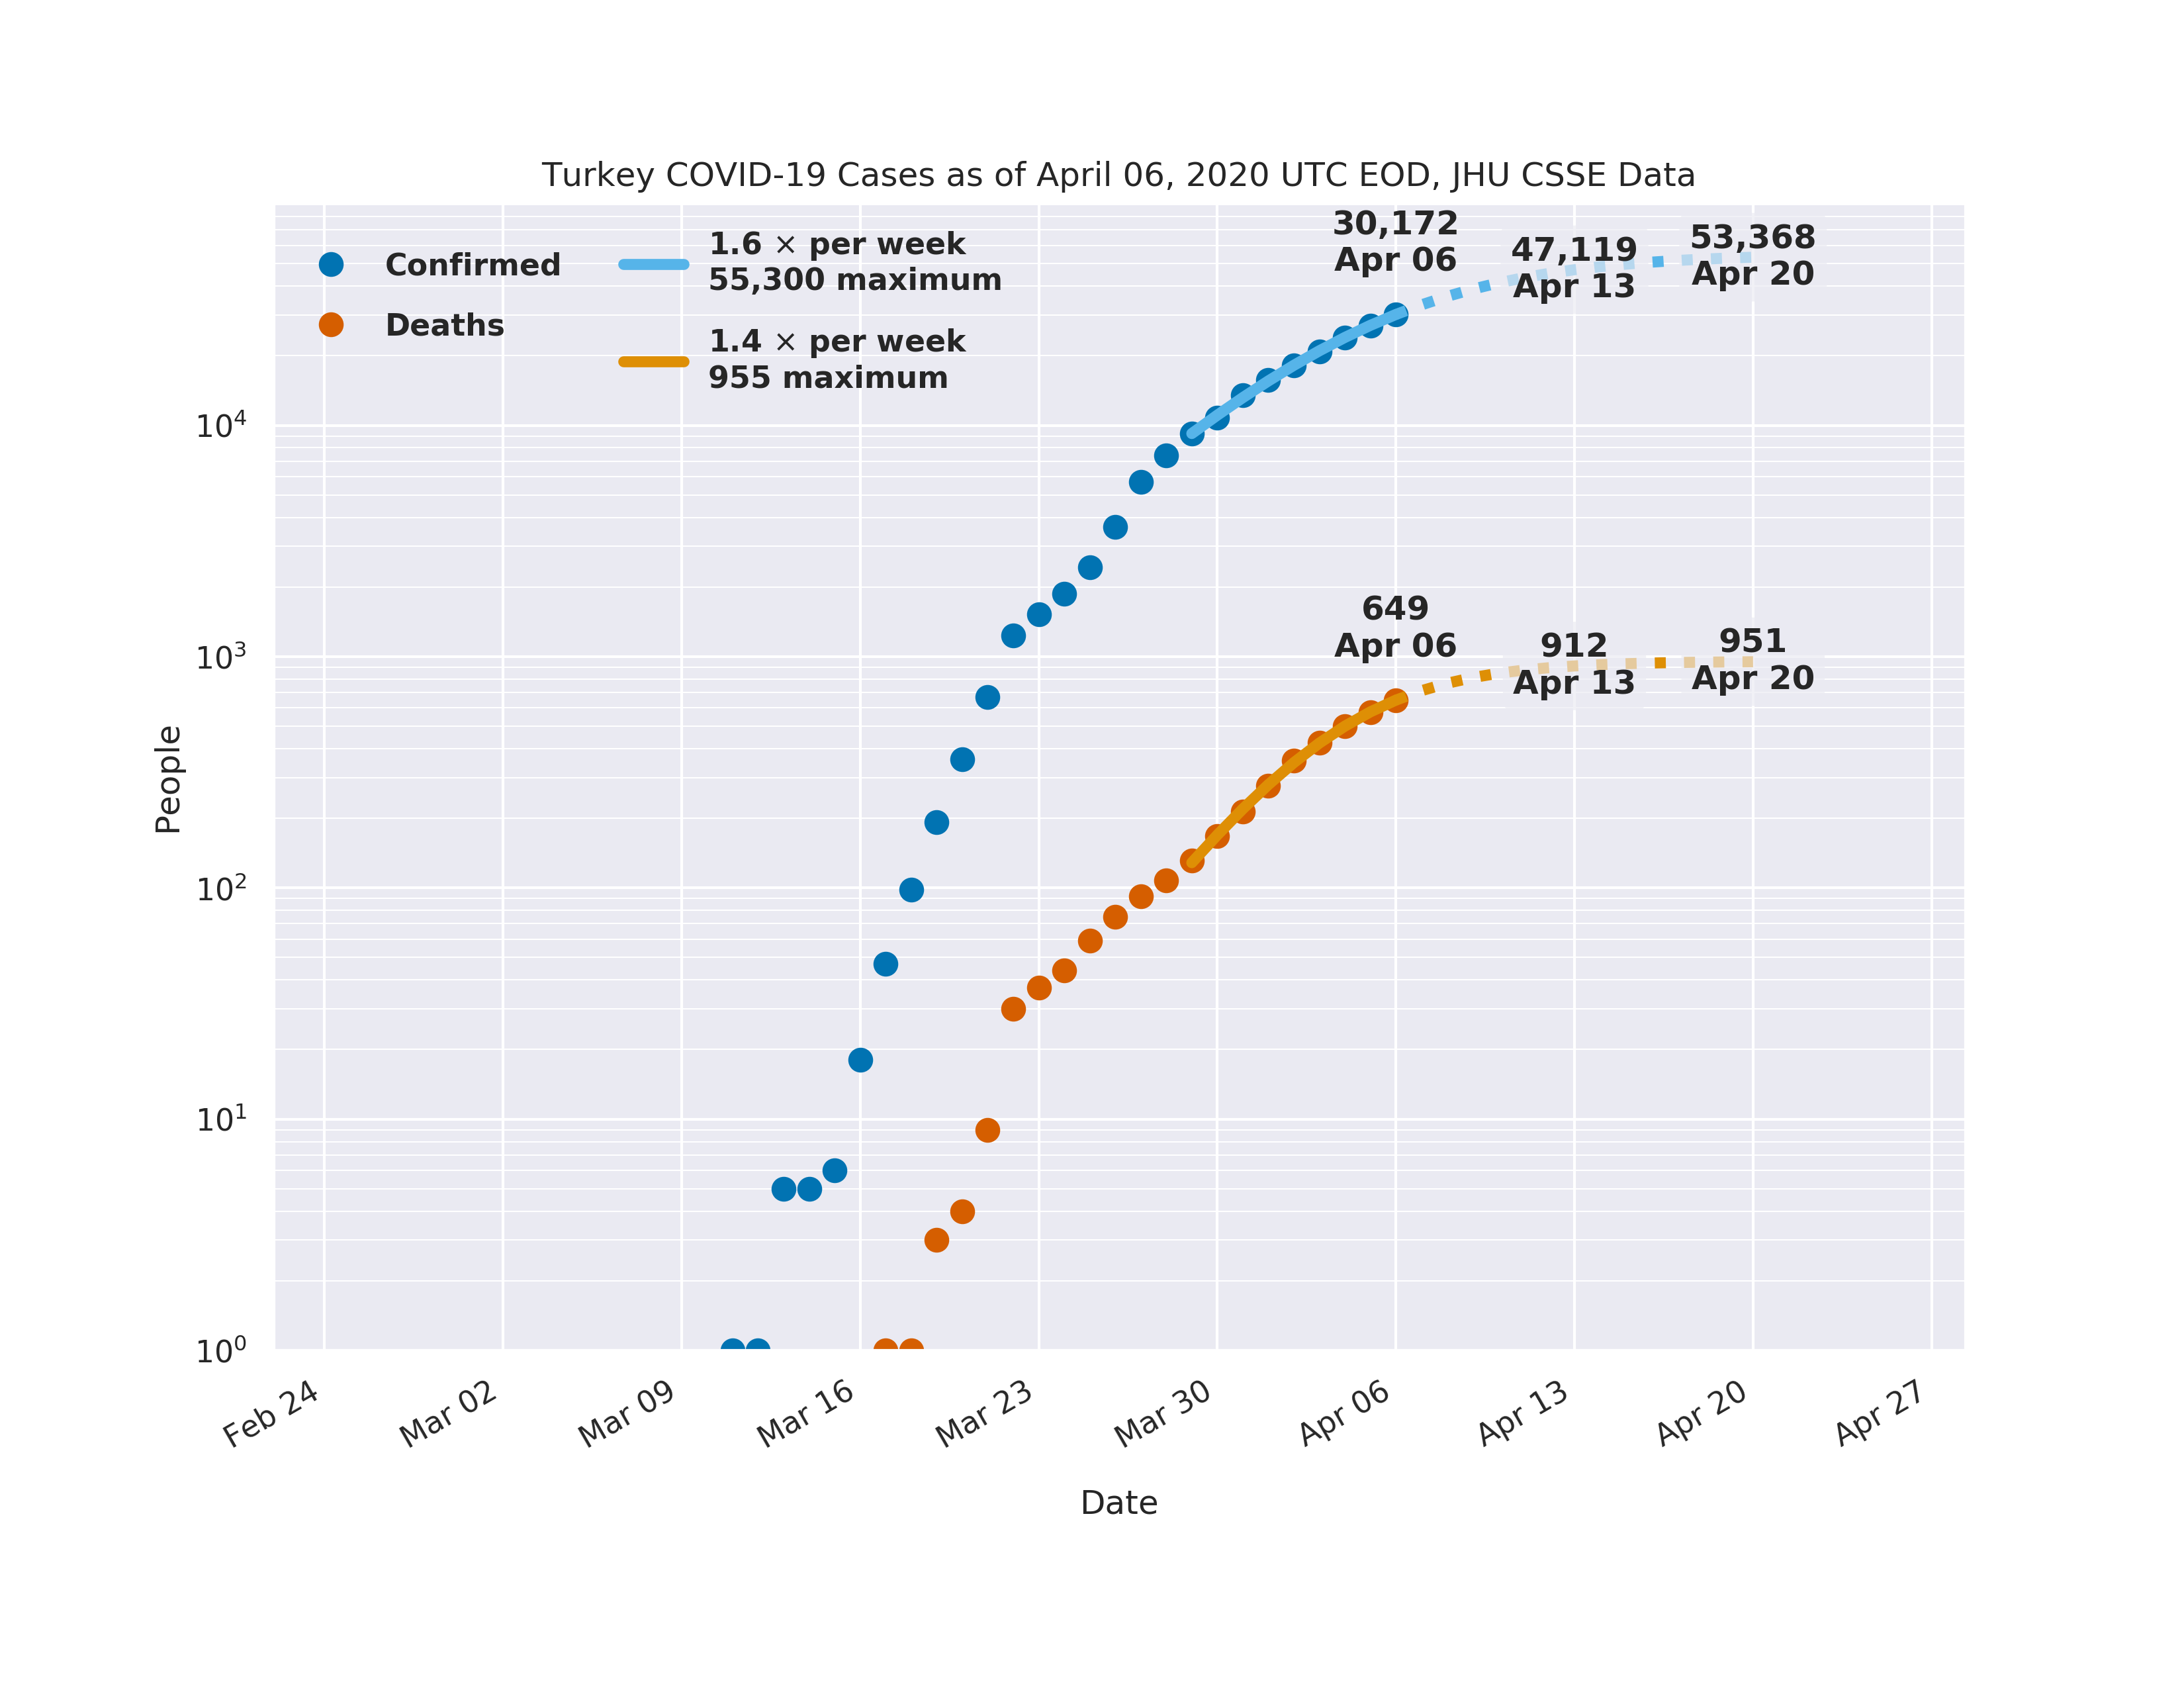 Turkey COVID-19 Cases as of April 06, 2020 UTC EOD, JHU CSSE Data
Confirmed
Deaths
1.6 × per week
55,300 maximum
1.4 × per week
955 maximum
30,172
Apr 06
47,119
Apr 13
53,368
Apr 20
649
Apr 06
912
Apr 13
951
Apr 20
People
10⁴
10³
10²
10¹
10⁰
Feb 24
Mar 02
Mar 09
Mar 16
Mar 23
Mar 30
Apr 06
Apr 13
Apr 20
Apr 27
Date